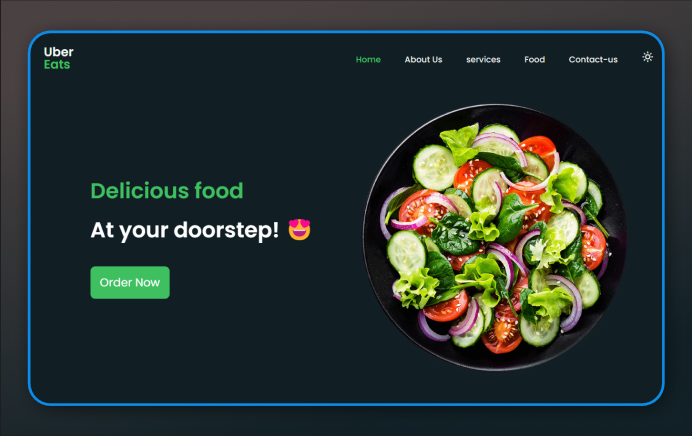 Uber
Eats
Home About Us services Food Contact-us
Delicious food
At your doorstep! 😍
Order Now